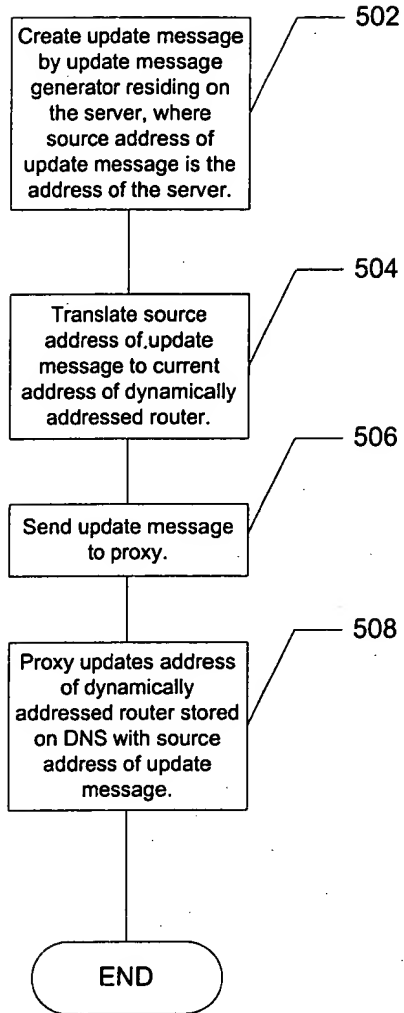 Create update message
by update message
generator residing on
the server, where
source address of
update message is the
address of the server.
502
Translate source
address of update
message to current
address of dynamically
addressed router.
504
Send update message
to proxy.
506
Proxy updates address
of dynamically
addressed router stored
on DNS with source
address of update
message.
508
END